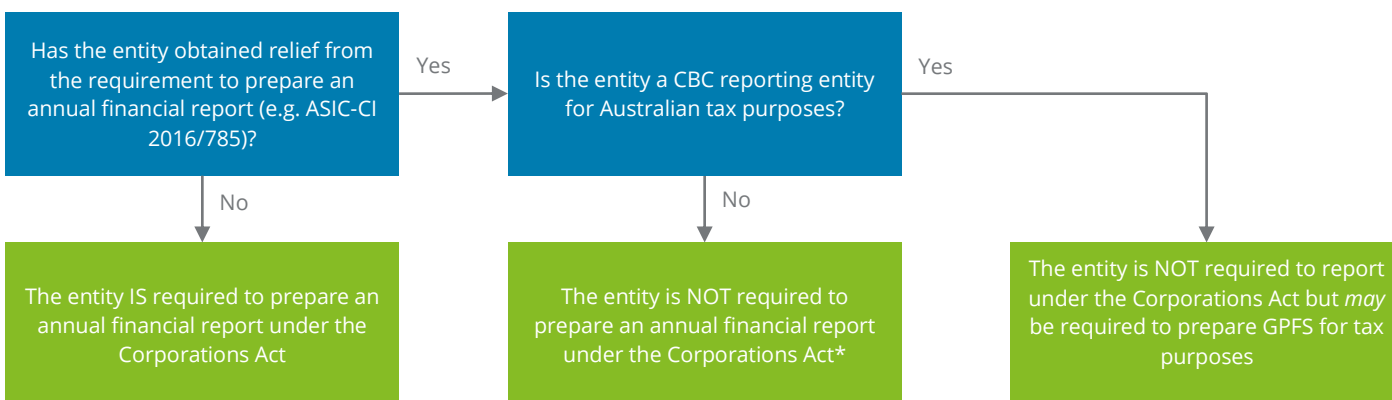 Has the entity obtained relief from
the requirement to prepare an
annual financial report (e.g. ASIC-CI
2016/785)?
Yes
Is the entity a CBC reporting entity
for Australian tax purposes?
Yes
No
No
The entity IS required to prepare an
annual financial report under the
Corporations Act
The entity is NOT required to
prepare an annual financial report
under the Corporations Act*
The entity is NOT required to report
under the Corporations Act but may
be required to prepare GPFS for tax
purposes